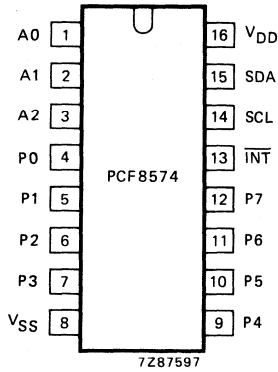 A0 1 16 VDD
A1 2 15 SDA
A2 3 14 SCL
P0 4 13 INT
PCF8574
P1 5 12 P7
P2 6 11 P6
P3 7 10 P5
VSS 8 9 P4
7Z87597